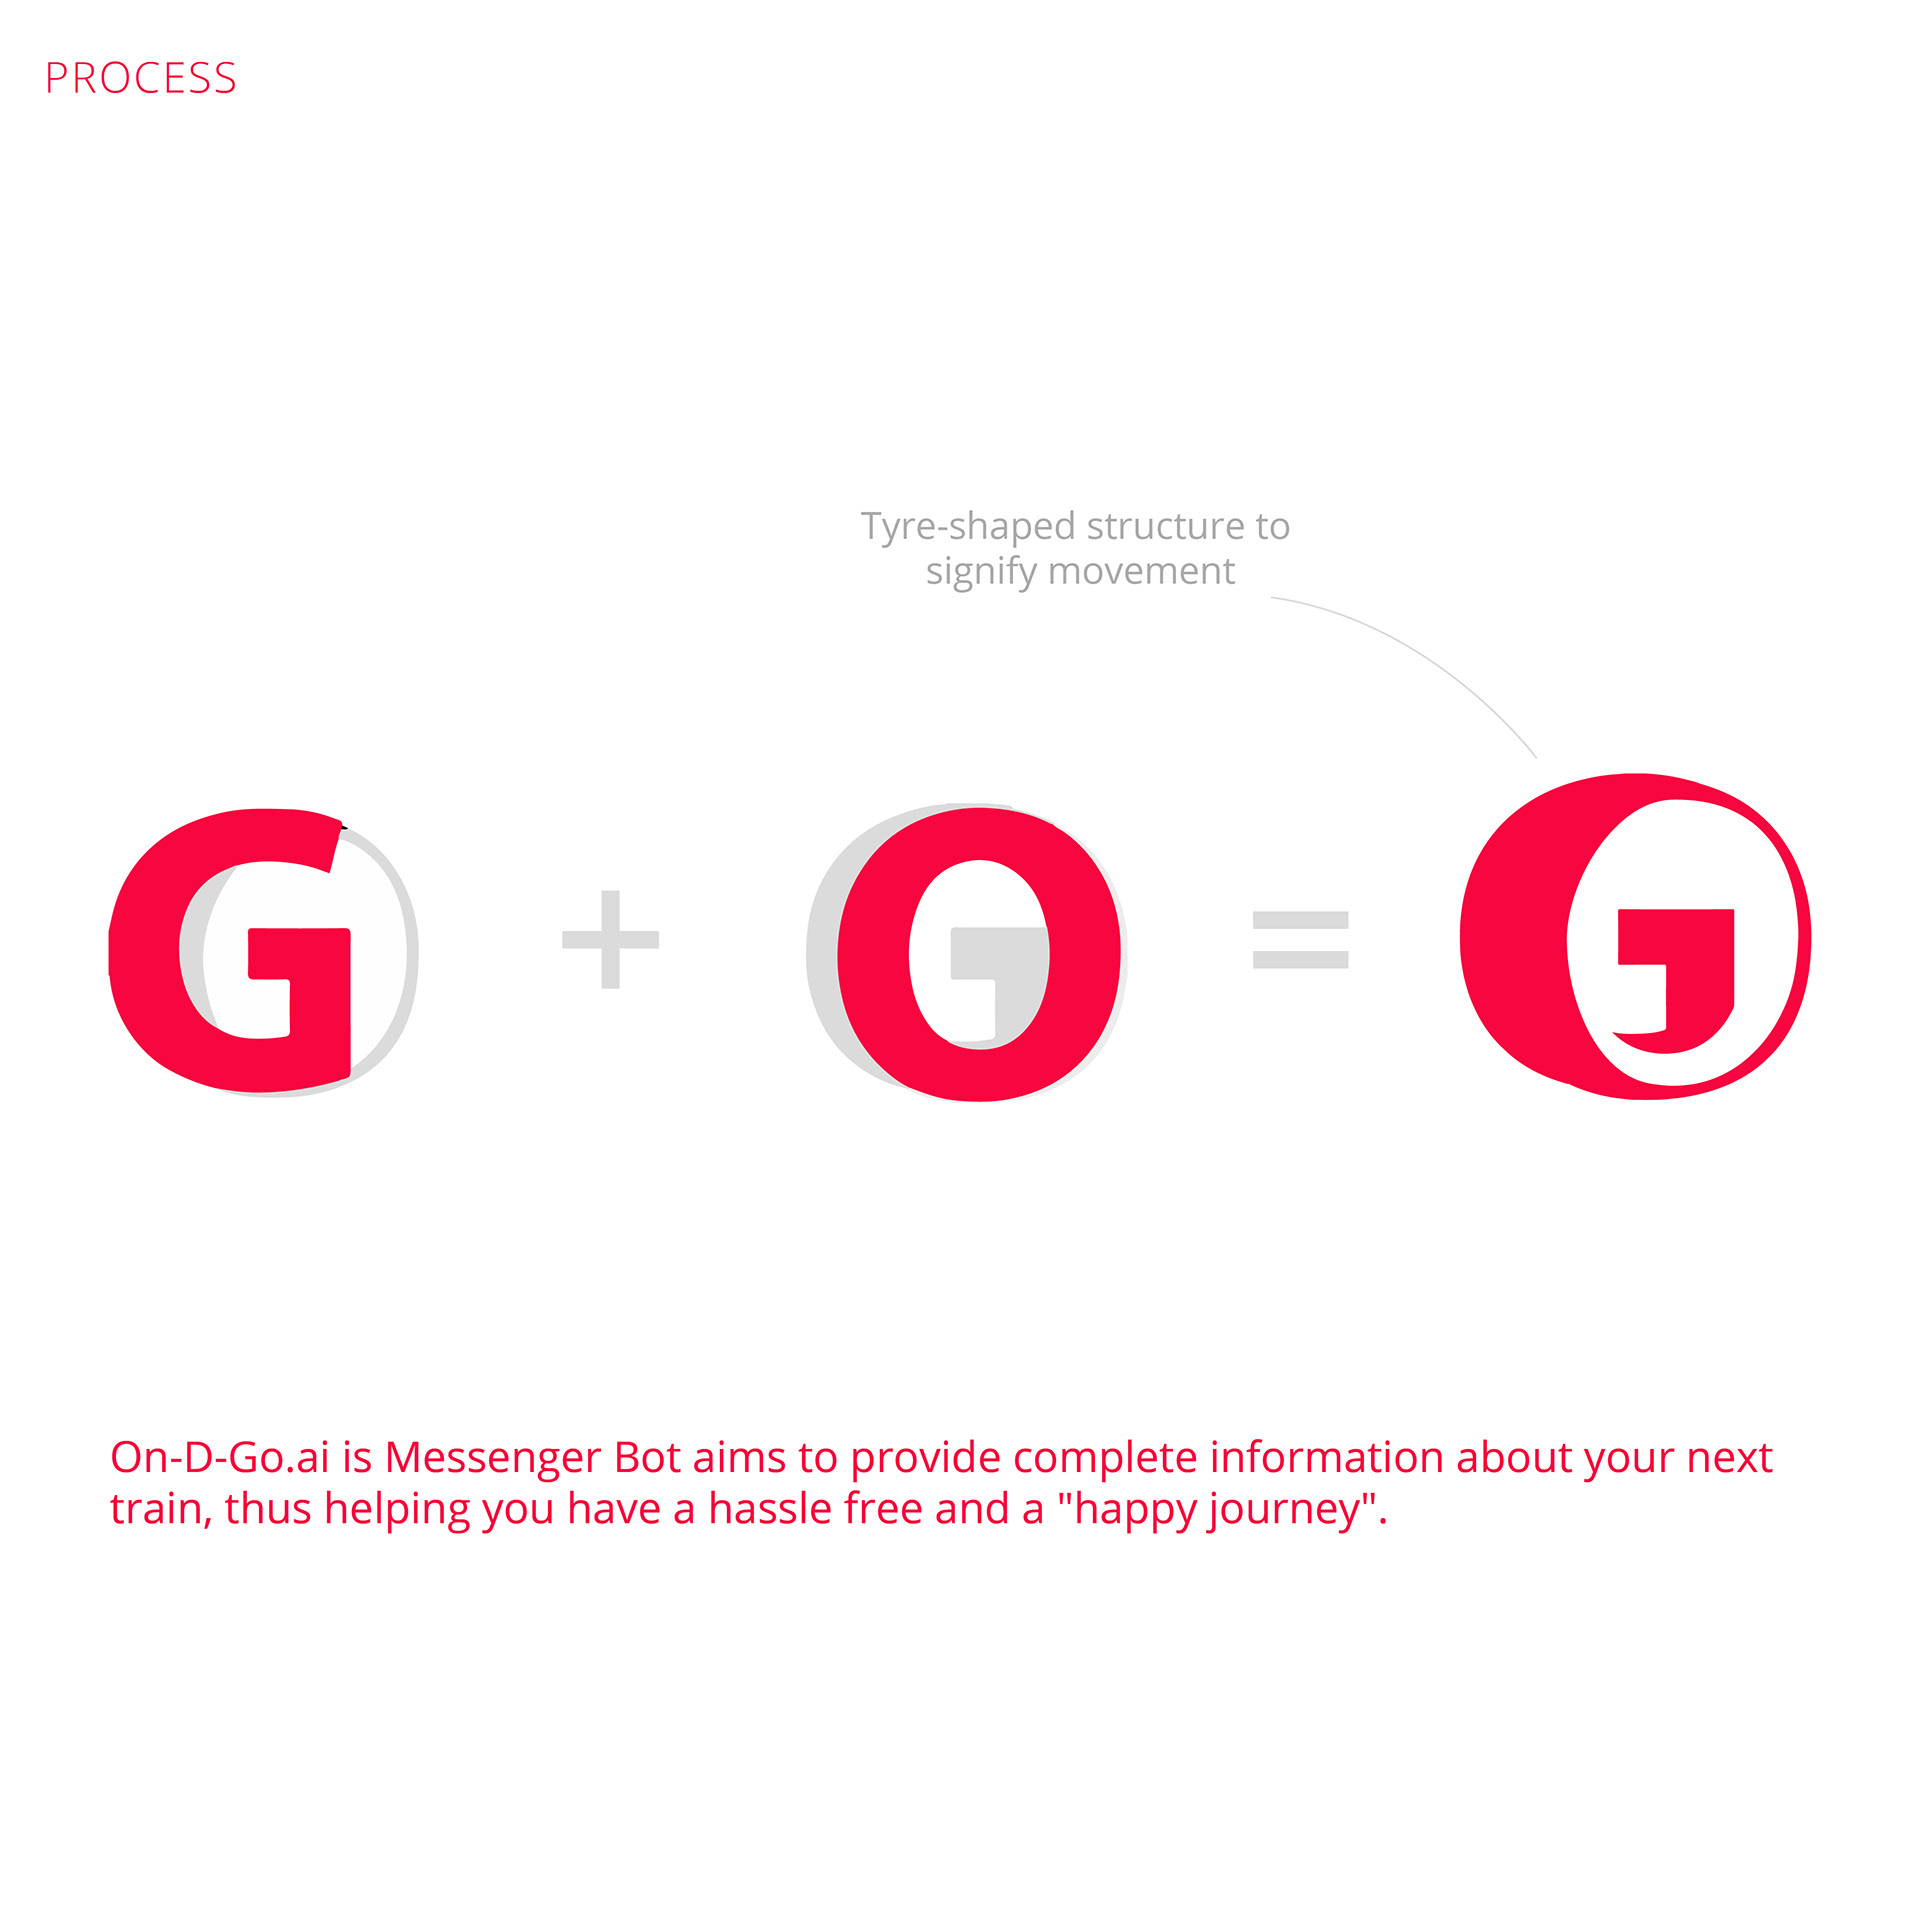 PROCESS
Tyre-shaped structure to
signify movement
G + O = G
On-D-Go.ai is Messenger Bot aims to provide complete information about your next
train, thus helping you have a hassle free and a "happy journey".